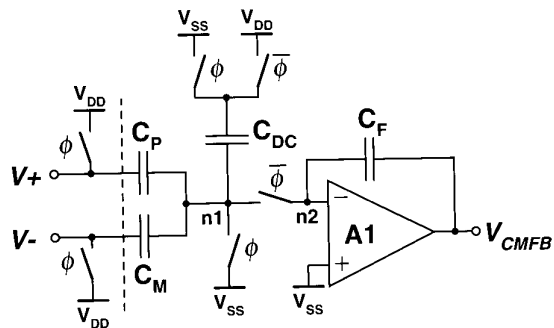 V_SS V_DD
ϕ ϕ̅
V_DD
ϕ C_P C_DC C_F
V+
ϕ̅
n1 n2 −
V- A1 V_CMFB
ϕ C_M ϕ +
V_DD V_SS V_SS